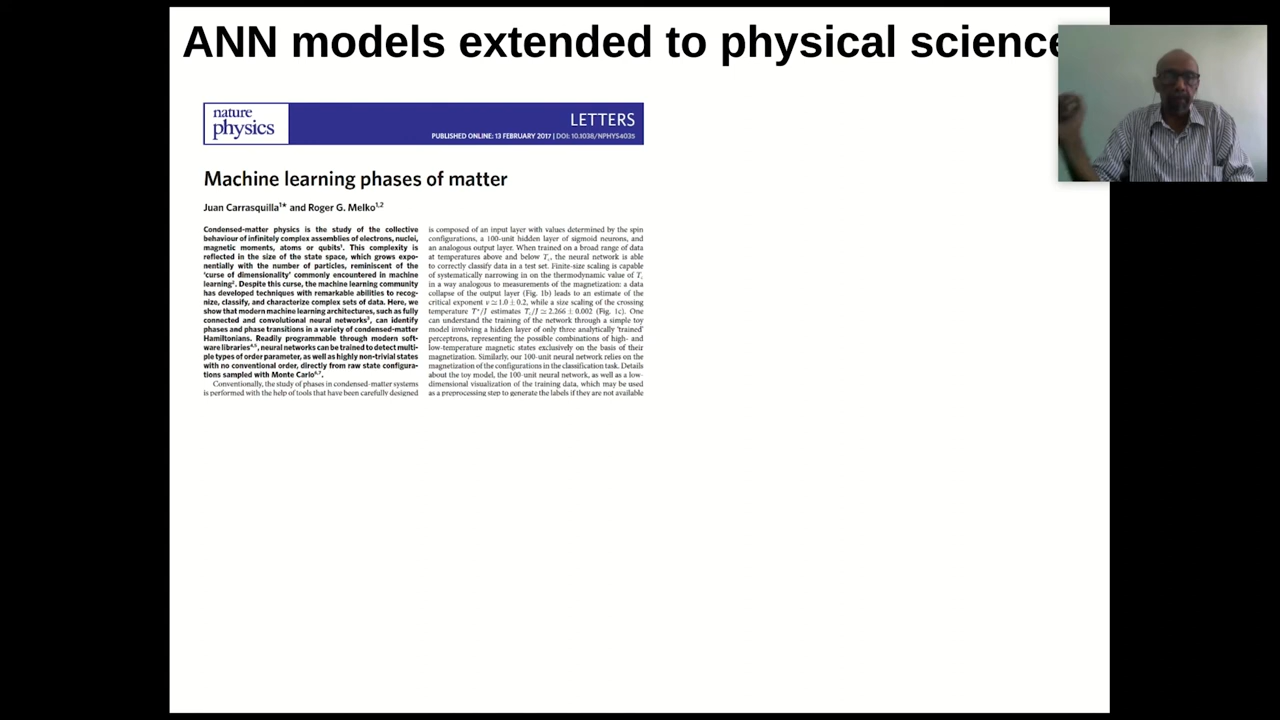 ANN models extended to physical science
nature
physics
LETTERS
PUBLISHED ONLINE: 13 FEBRUARY 2017 | DOI: 10.1038/NPHYS4035
Machine learning phases of matter
Juan Carrasquilla¹* and Roger G. Melko¹,²
Condensed-matter physics is the study of the collective
behaviour of infinitely complex assemblies of electrons, nuclei,
magnetic moments, atoms or qubits¹. This complexity is
reflected in the size of the state space, which grows expo-
nentially with the number of particles, reminiscent of the
'curse of dimensionality' commonly encountered in machine
learning². Despite this curse, the machine learning community
has developed techniques with remarkable abilities to recog-
nize, classify, and characterize complex sets of data. Here, we
show that modern machine learning architectures, such as fully
connected and convolutional neural networks³, can identify
phases and phase transitions in a variety of condensed-matter
Hamiltonians. Readily programmable through modern soft-
ware libraries⁴,⁵, neural networks can be trained to detect multi-
ple types of order parameter, as well as highly non-trivial states
with no conventional order, directly from raw state configura-
tions sampled with Monte Carlo⁶,⁷.
Conventionally, the study of phases in condensed-matter systems
is performed with the help of tools that have been carefully designed
is composed of an input layer with values determined by the spin
configurations, a 100-unit hidden layer of sigmoid neurons, and
an analogous output layer. When trained on a broad range of data
at temperatures above and below Tc, the neural network is able
to correctly classify data in a test set. Finite-size scaling is capable
of systematically narrowing in on the thermodynamic value of Tc
in a way analogous to measurements of the magnetization: a data
collapse of the output layer (Fig. 1b) leads to an estimate of the
critical exponent ν ≃ 1.0 ± 0.2, while a size scaling of the crossing
temperature T*/J estimates Tc/J ≃ 2.266 ± 0.002 (Fig. 1c). One
can understand the training of the network through a simple toy
model involving a hidden layer of only three analytically 'trained'
perceptrons, representing the possible combinations of high- and
low-temperature magnetic states exclusively on the basis of their
magnetization. Similarly, our 100-unit neural network relies on the
magnetization of the configurations in the classification task. Details
about the toy model, the 100-unit neural network, as well as a low-
dimensional visualization of the training data, which may be used
as a preprocessing step to generate the labels if they are not available